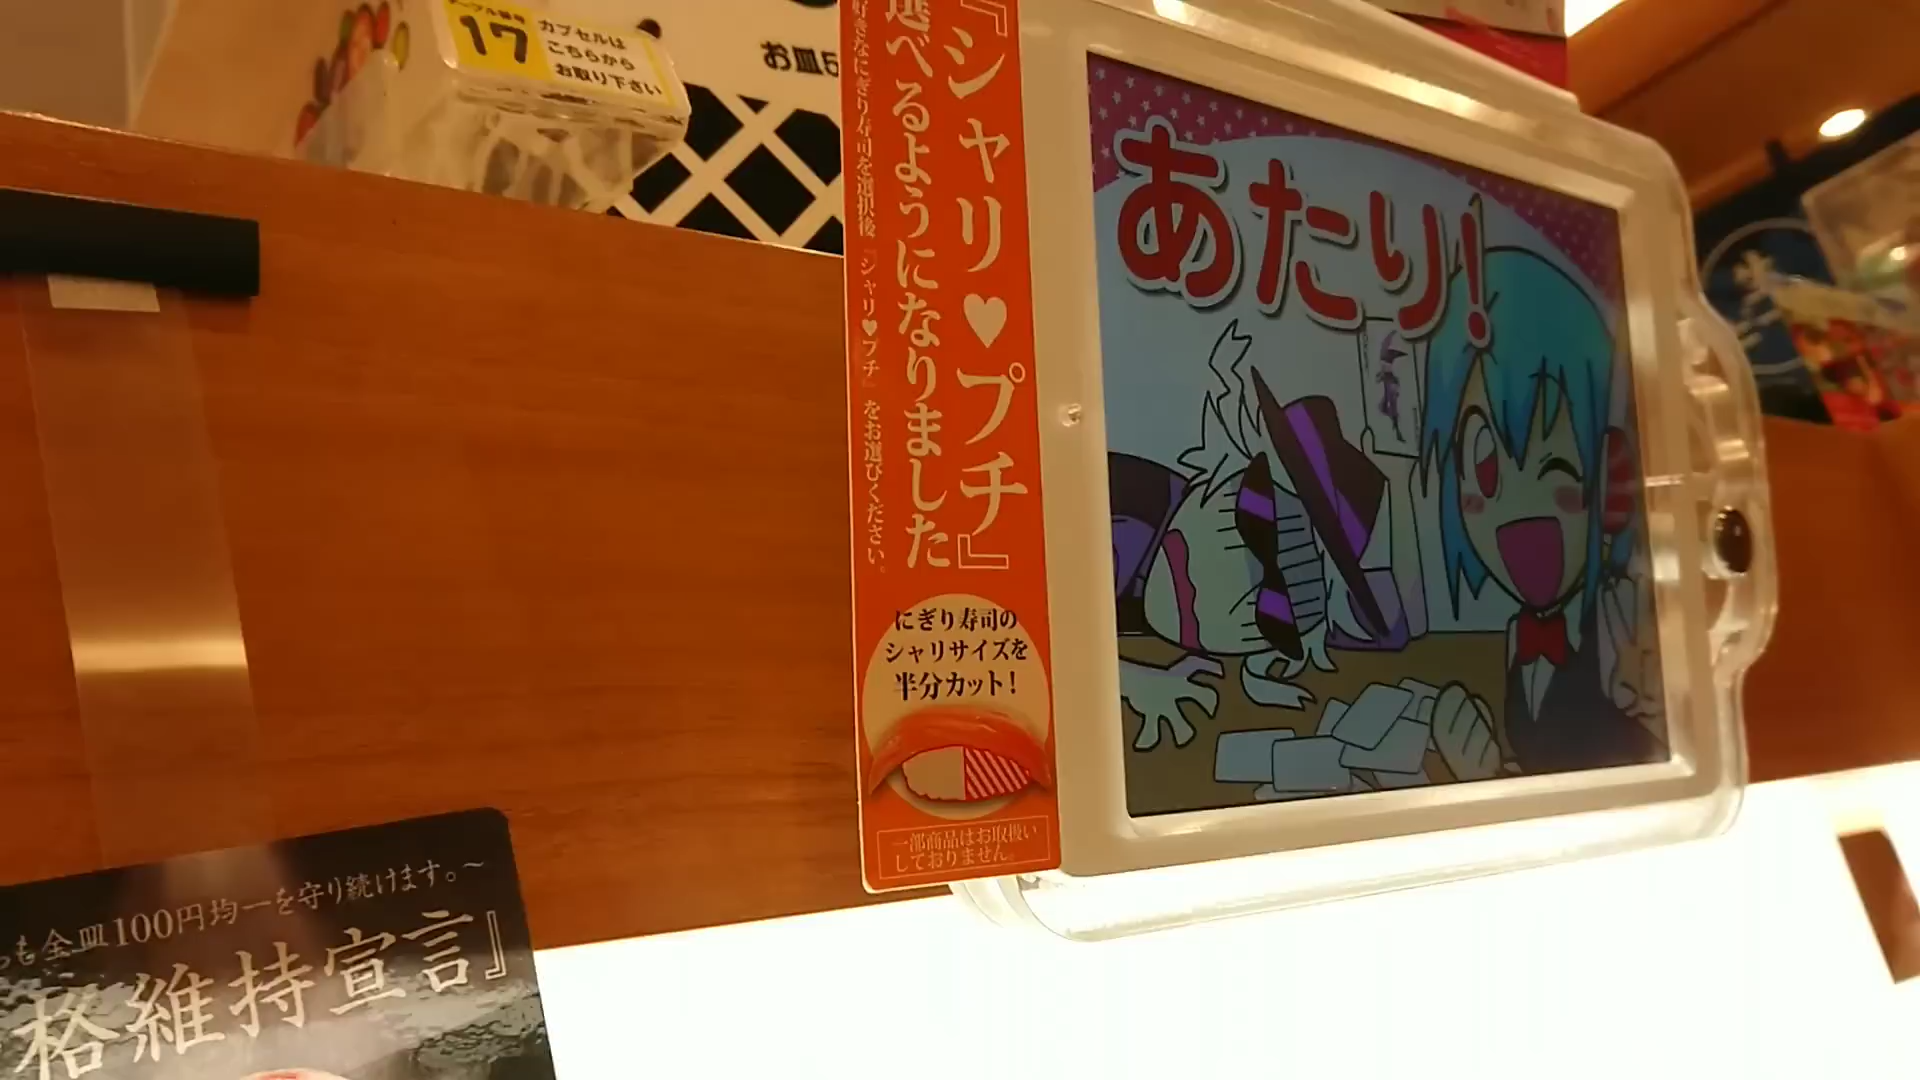 17
カプセルは
こちらから
お取り下さい
お皿5
『シャリ♥プチ』
選べるようになりました
好きなにぎり寿司を選択後『シャリ♥プチ』をお選びください。
にぎり寿司の
シャリサイズを
半分カット!
一部商品はお取扱い
しておりません。
あたり!
も全皿100円均一を守り続けます。~
格維持宣言』